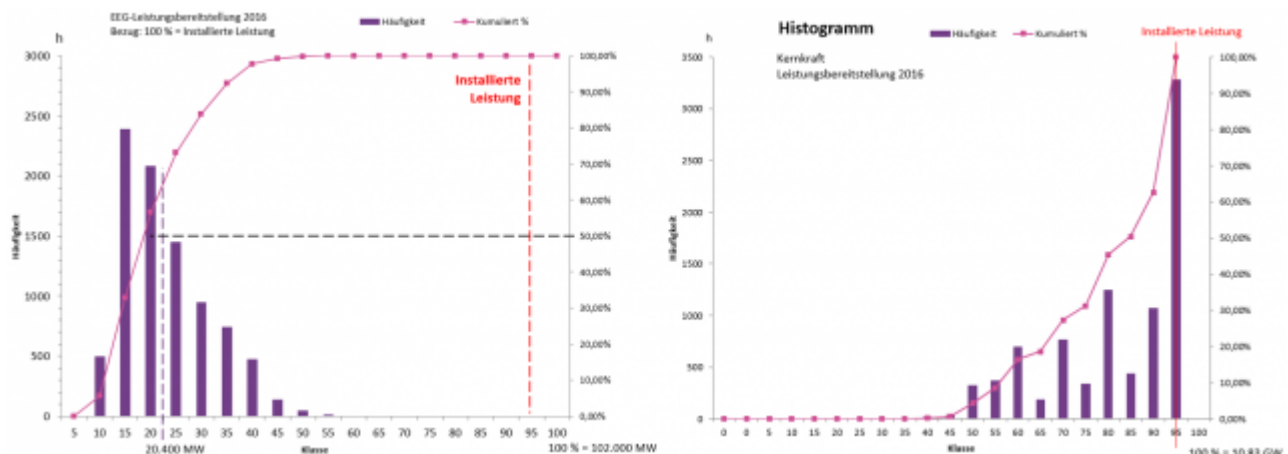 EEG-Leistungsbereitstellung 2016
Bezug: 100 % = Installierte Leistung
Häufigkeit
Kumuliert %
h
3000
2500
2000
1500
1000
500
0
Häufigkeit
100,00%
90,00%
80,00%
70,00%
60,00%
50,00%
40,00%
30,00%
20,00%
10,00%
0,00%
Installierte
Leistung
5 10 15 20 25 30 35 40 45 50 55 60 65 70 75 80 85 90 95 100
20.400 MW
Klasse
100 % = 102.000 MW
Histogramm
Kernkraft
Leistungsbereitstellung 2016
Häufigkeit
Kumuliert %
Installierte Leistung
h
3500
3000
2500
2000
1500
1000
500
0
Häufigkeit
100,00%
90,00%
80,00%
70,00%
60,00%
50,00%
40,00%
30,00%
20,00%
10,00%
0,00%
0 0 5 10 15 20 25 30 35 40 45 50 55 60 65 70 75 80 85 90 95 100
Klasse
100 % = 10,83 GW